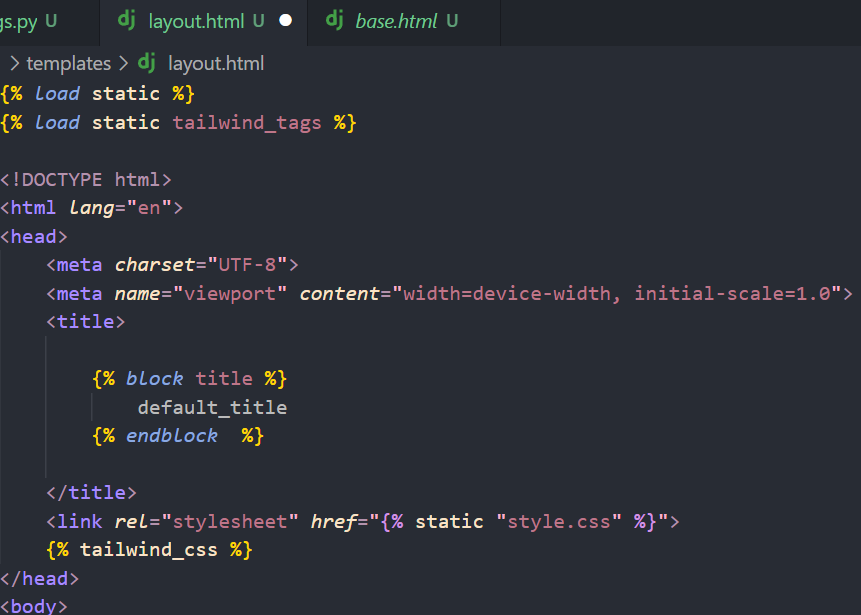 gs.py U dj layout.html U dj base.html U
> templates > dj layout.html
{% load static %}
{% load static tailwind_tags %}
<!DOCTYPE html>
<html lang="en">
<head>
<meta charset="UTF-8">
<meta name="viewport" content="width=device-width, initial-scale=1.0">
<title>
{% block title %}
default_title
{% endblock  %}
</title>
<link rel="stylesheet" href="{% static "style.css" %}">
{% tailwind_css %}
</head>
<body>